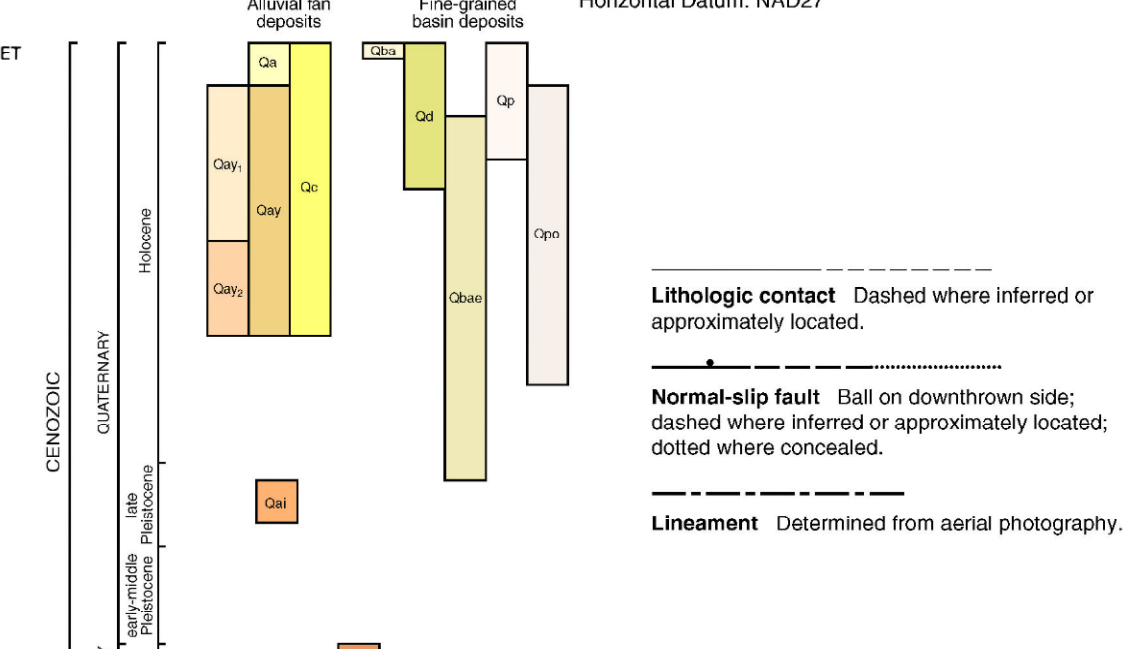 Alluvial fan
deposits
Fine-grained
basin deposits
Horizontal Datum: NAD27
ET
Qa
Qba
Qd
Qp
Qay1
Qay
Qc
Qpo
Qay2
Qbae
Qai
CENOZOIC
QUATERNARY
Holocene
late
Pleistocene
early-middle
Pleistocene
Lithologic contact Dashed where inferred or
approximately located.
Normal-slip fault Ball on downthrown side;
dashed where inferred or approximately located;
dotted where concealed.
Lineament Determined from aerial photography.